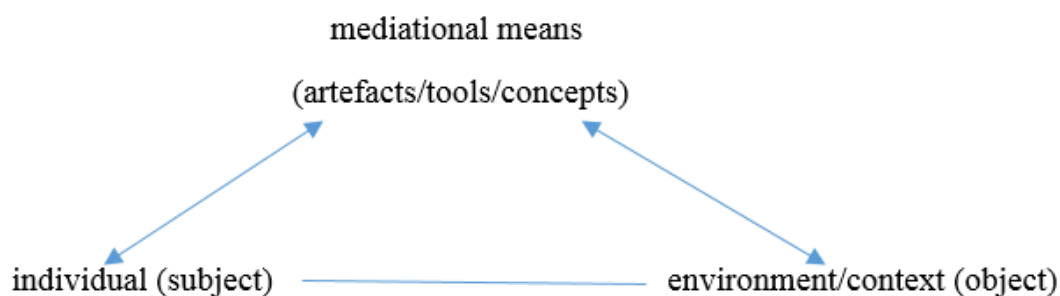 mediational means
(artefacts/tools/concepts)
individual (subject)
environment/context (object)